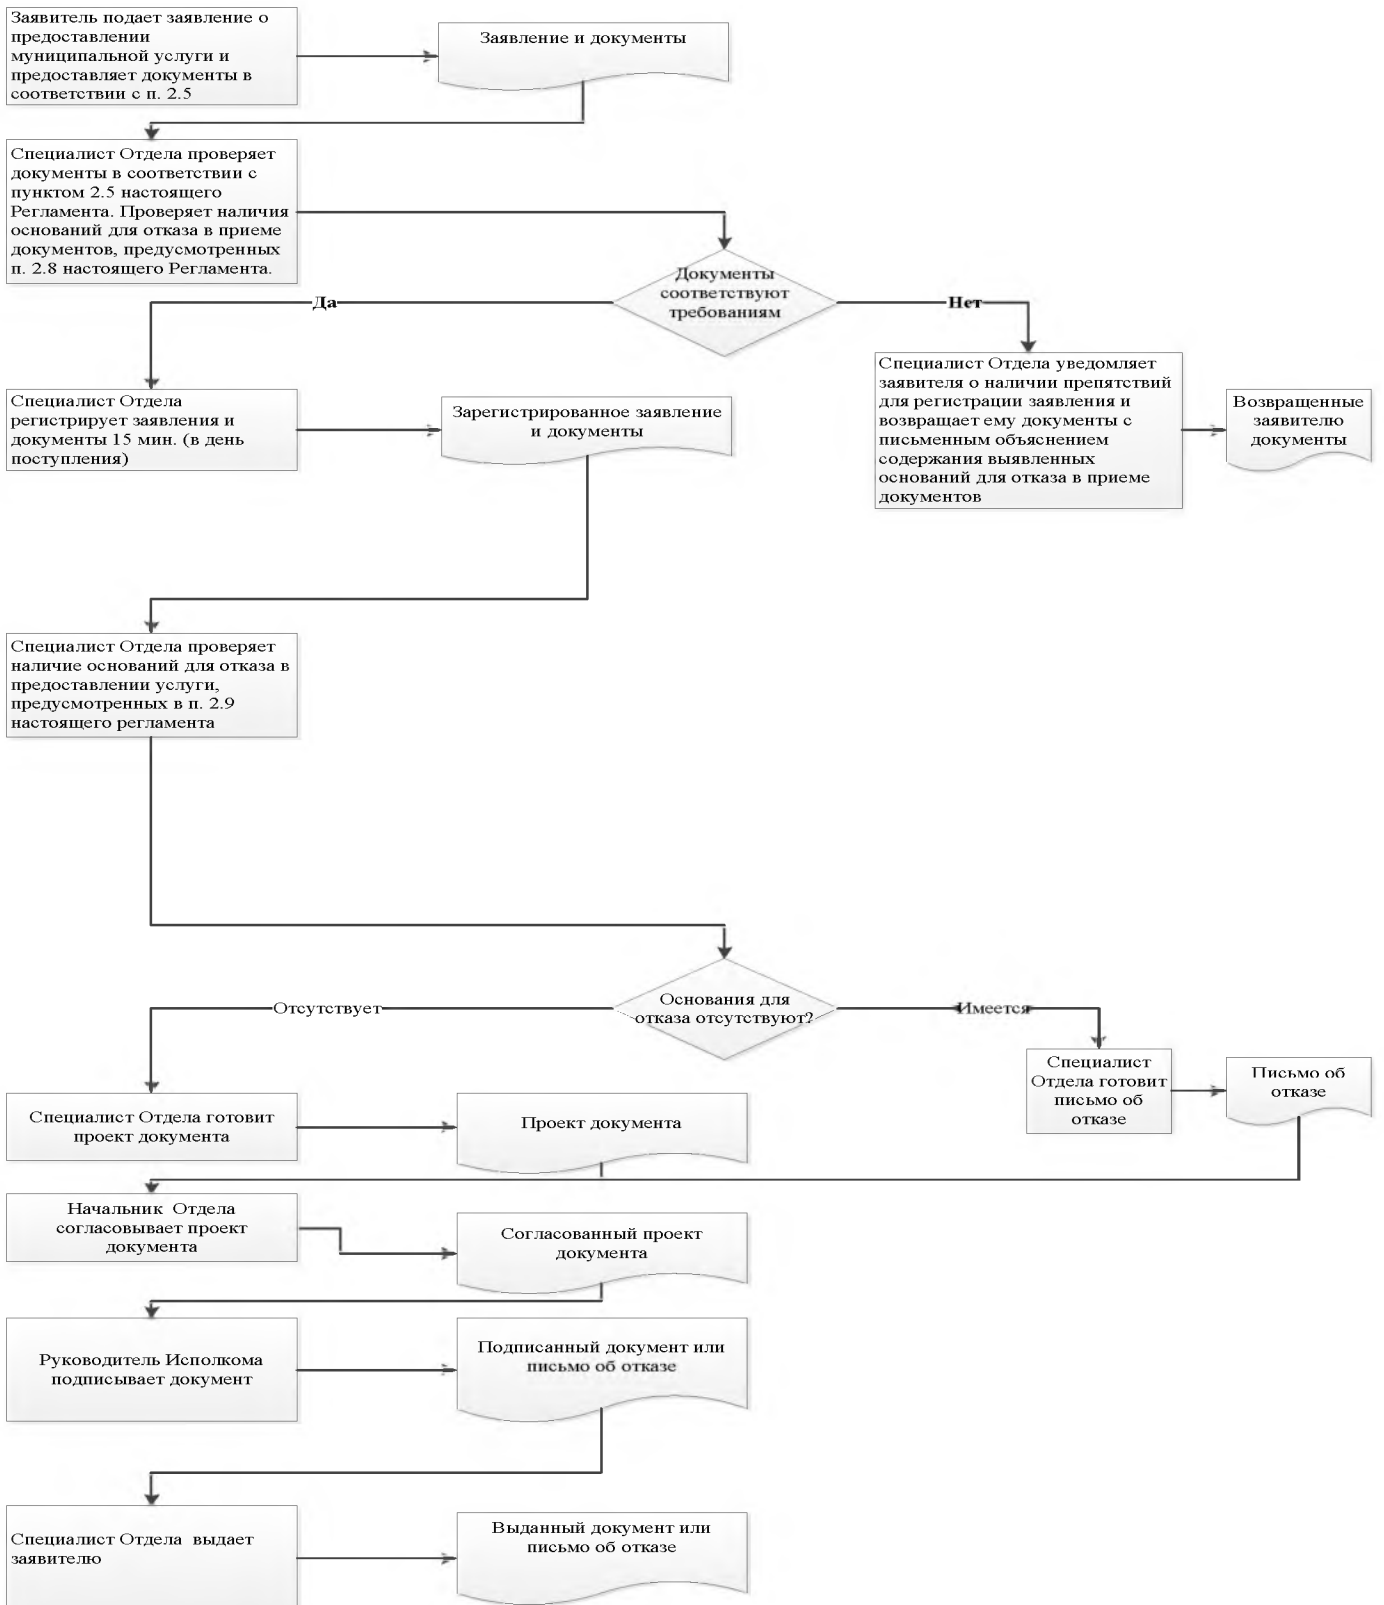 Заявитель подает заявление о
предоставлении
муниципальной услуги и
предоставляет документы в
соответствии с п. 2.5
Заявление и документы
Специалист Отдела проверяет
документы в соответствии с
пунктом 2.5 настоящего
Регламента. Проверяет наличия
оснований для отказа в приеме
документов, предусмотренных
п. 2.8 настоящего Регламента.
Документы
соответствуют
требованиям
Да
Нет
Специалист Отдела
регистрирует заявления и
документы 15 мин. (в день
поступления)
Зарегистрированное заявление
и документы
Специалист Отдела уведомляет
заявителя о наличии препятствий
для регистрации заявления и
возвращает ему документы с
письменным объяснением
содержания выявленных
оснований для отказа в приеме
документов
Возвращенные
заявителю
документы
Специалист Отдела проверяет
наличие оснований для отказа в
предоставлении услуги,
предусмотренных в п. 2.9
настоящего регламента
Основания для
отказа отсутствуют?
Отсутствует
Имеется
Специалист
Отдела готовит
письмо об
отказе
Письмо об
отказе
Специалист Отдела готовит
проект документа
Проект документа
Начальник Отдела
согласовывает проект
документа
Согласованный проект
документа
Руководитель Исполкома
подписывает документ
Подписанный документ или
письмо об отказе
Специалист Отдела выдает
заявителю
Выданный документ или
письмо об отказе